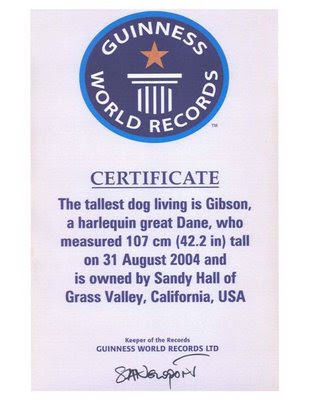 GUINNESS
WORLD RECORDS
TM
CERTIFICATE
The tallest dog living is Gibson,
a harlequin great Dane, who
measured 107 cm (42.2 in) tall
on 31 August 2004 and
is owned by Sandy Hall of
Grass Valley, California, USA
Keeper of the Records
GUINNESS WORLD RECORDS LTD